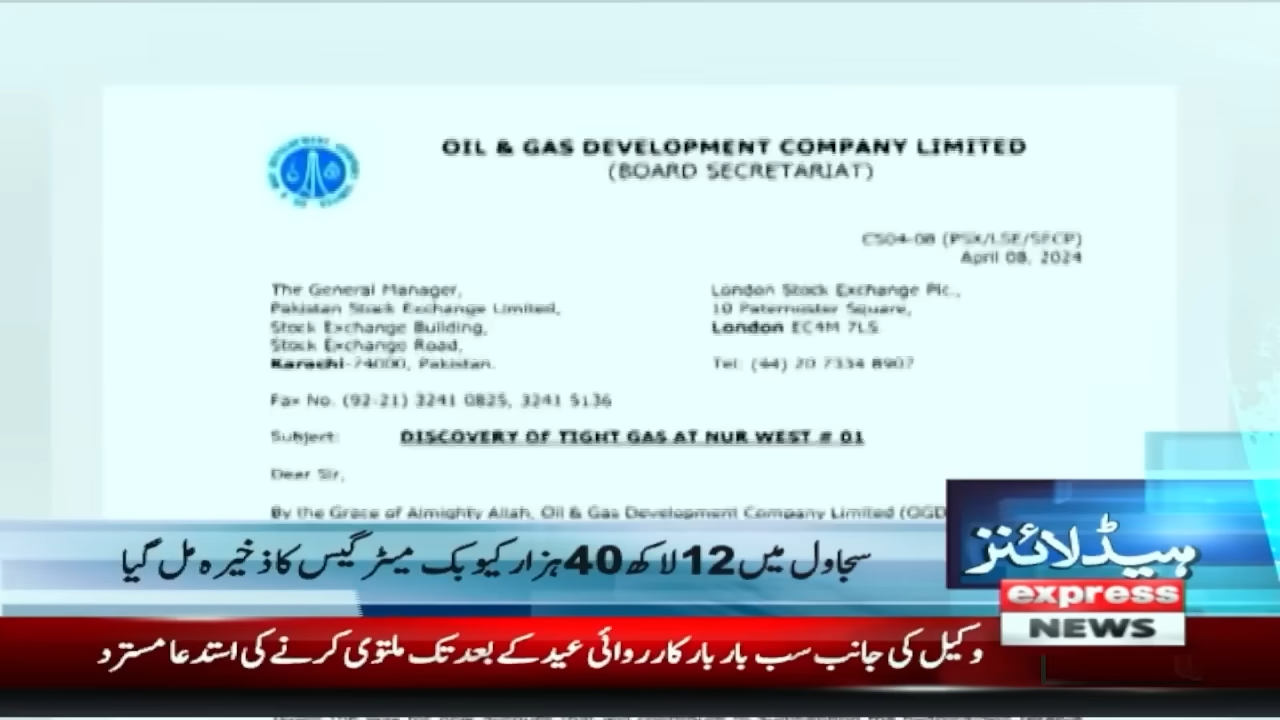 OIL & GAS DEVELOPMENT COMPANY LIMITED
(BOARD SECRETARIAT)
CS04-08 (PSX/LSE/SECP)
April 08, 2024
The General Manager,
Pakistan Stock Exchange Limited,
Stock Exchange Building,
Stock Exchange Road,
Karachi-74000, Pakistan.
London Stock Exchange Plc.,
10 Paternoster Square,
London EC4M 7LS
Tel: (44) 20 7334 8907
Fax No. (92-21) 3241 0825, 3241 5136
Subject: DISCOVERY OF TIGHT GAS AT NUR WEST # 01
Dear Sir,
By the Grace of Almighty Allah, Oil & Gas Development Company Limited (OGD
ہیڈلائنز
سجاول میں 12 لاکھ 40 ہزار کیوبک میٹر گیس کا ذخیرہ مل گیا
express
NEWS
وکیل کی جانب سب بار بار کارروائی عید کے بعد تک ملتوی کرنے کی استدعا مسترد